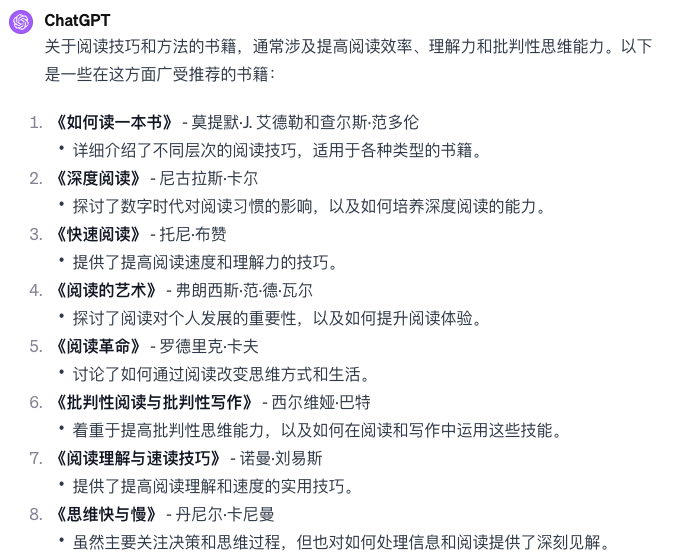 ChatGPT
关于阅读技巧和方法的书籍，通常涉及提高阅读效率、理解力和批判性思维能力。以下
是一些在这方面广受推荐的书籍：
1. 《如何读一本书》 - 莫提默·J. 艾德勒和查尔斯·范多伦
• 详细介绍了不同层次的阅读技巧，适用于各种类型的书籍。
2. 《深度阅读》 - 尼古拉斯·卡尔
• 探讨了数字时代对阅读习惯的影响，以及如何培养深度阅读的能力。
3. 《快速阅读》 - 托尼·布赞
• 提供了提高阅读速度和理解力的技巧。
4. 《阅读的艺术》 - 弗朗西斯·范·德·瓦尔
• 探讨了阅读对个人发展的重要性，以及如何提升阅读体验。
5. 《阅读革命》 - 罗德里克·卡夫
• 讨论了如何通过阅读改变思维方式和生活。
6. 《批判性阅读与批判性写作》 - 西尔维娅·巴特
• 着重于提高批判性思维能力，以及如何在阅读和写作中运用这些技能。
7. 《阅读理解与速读技巧》 - 诺曼·刘易斯
• 提供了提高阅读理解和速度的实用技巧。
8. 《思维快与慢》 - 丹尼尔·卡尼曼
• 虽然主要关注决策和思维过程，但也对如何处理信息和阅读提供了深刻见解。